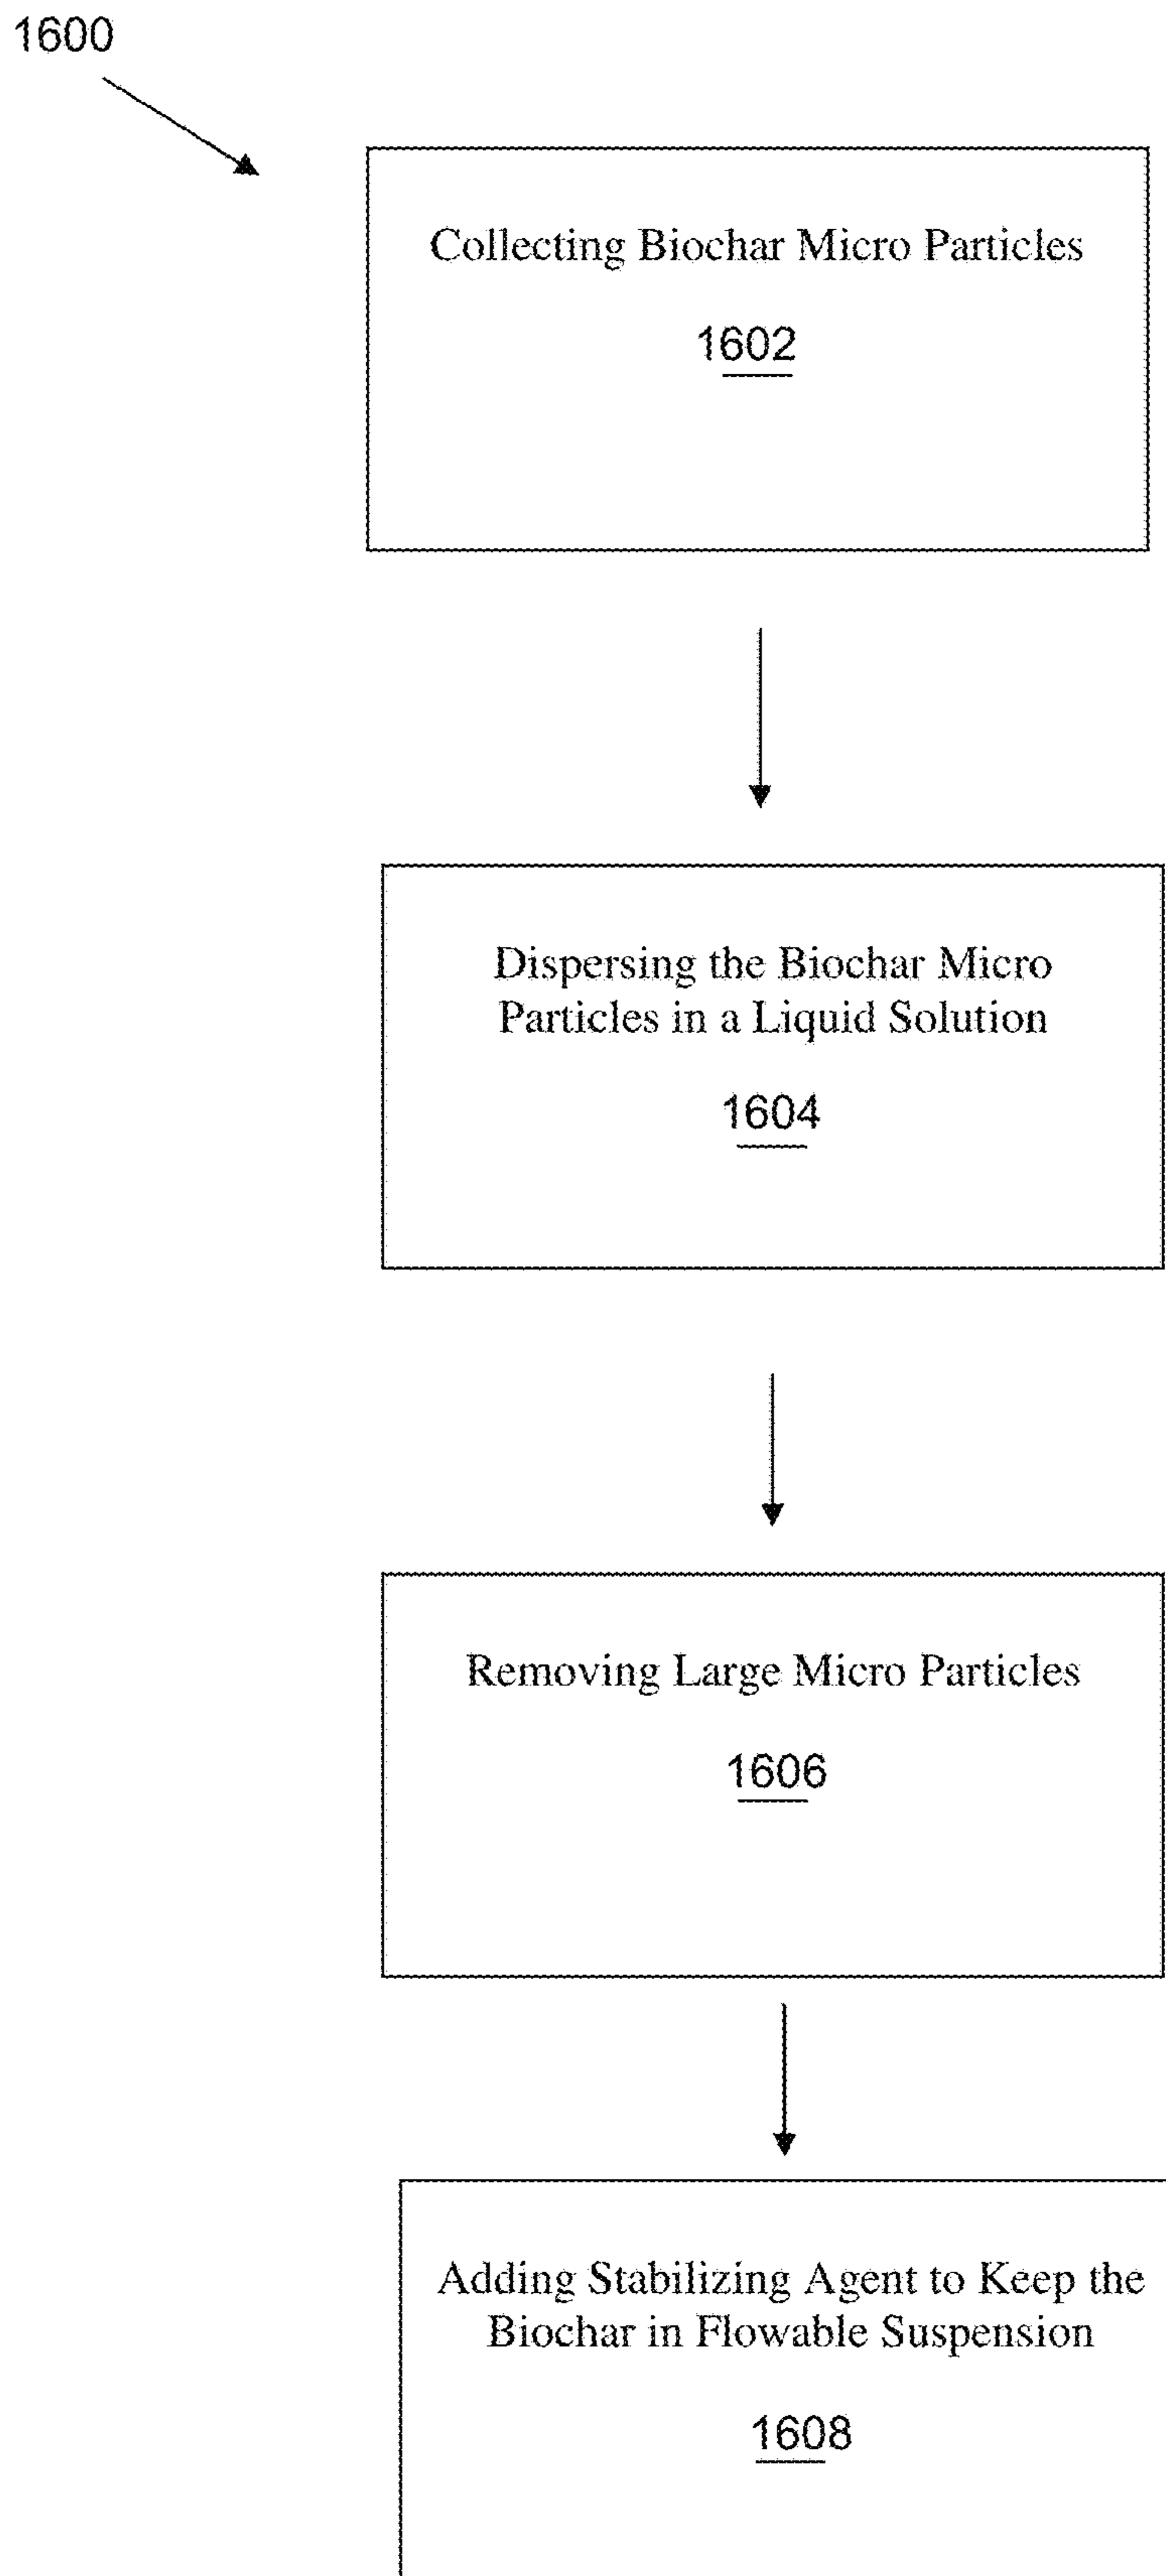 1600
Collecting Biochar Micro Particles
1602
Dispersing the Biochar Micro
Particles in a Liquid Solution
1604
Removing Large Micro Particles
1606
Adding Stabilizing Agent to Keep the
Biochar in Flowable Suspension
1608